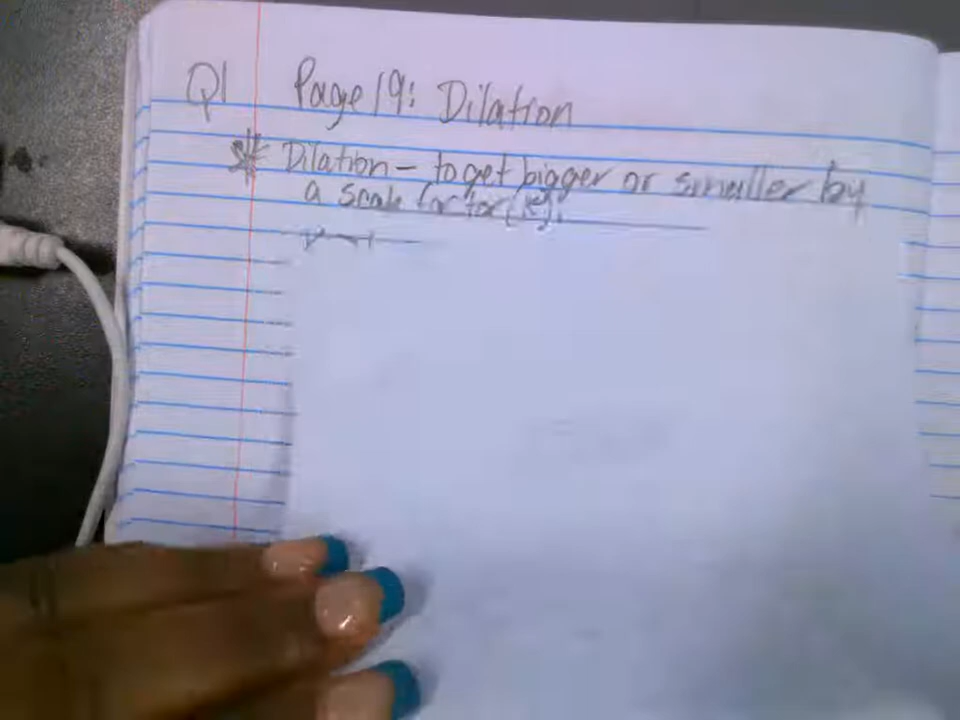 Q1 Page 19: Dilation
Dilation - to get bigger or smaller by
a scale factor (k).